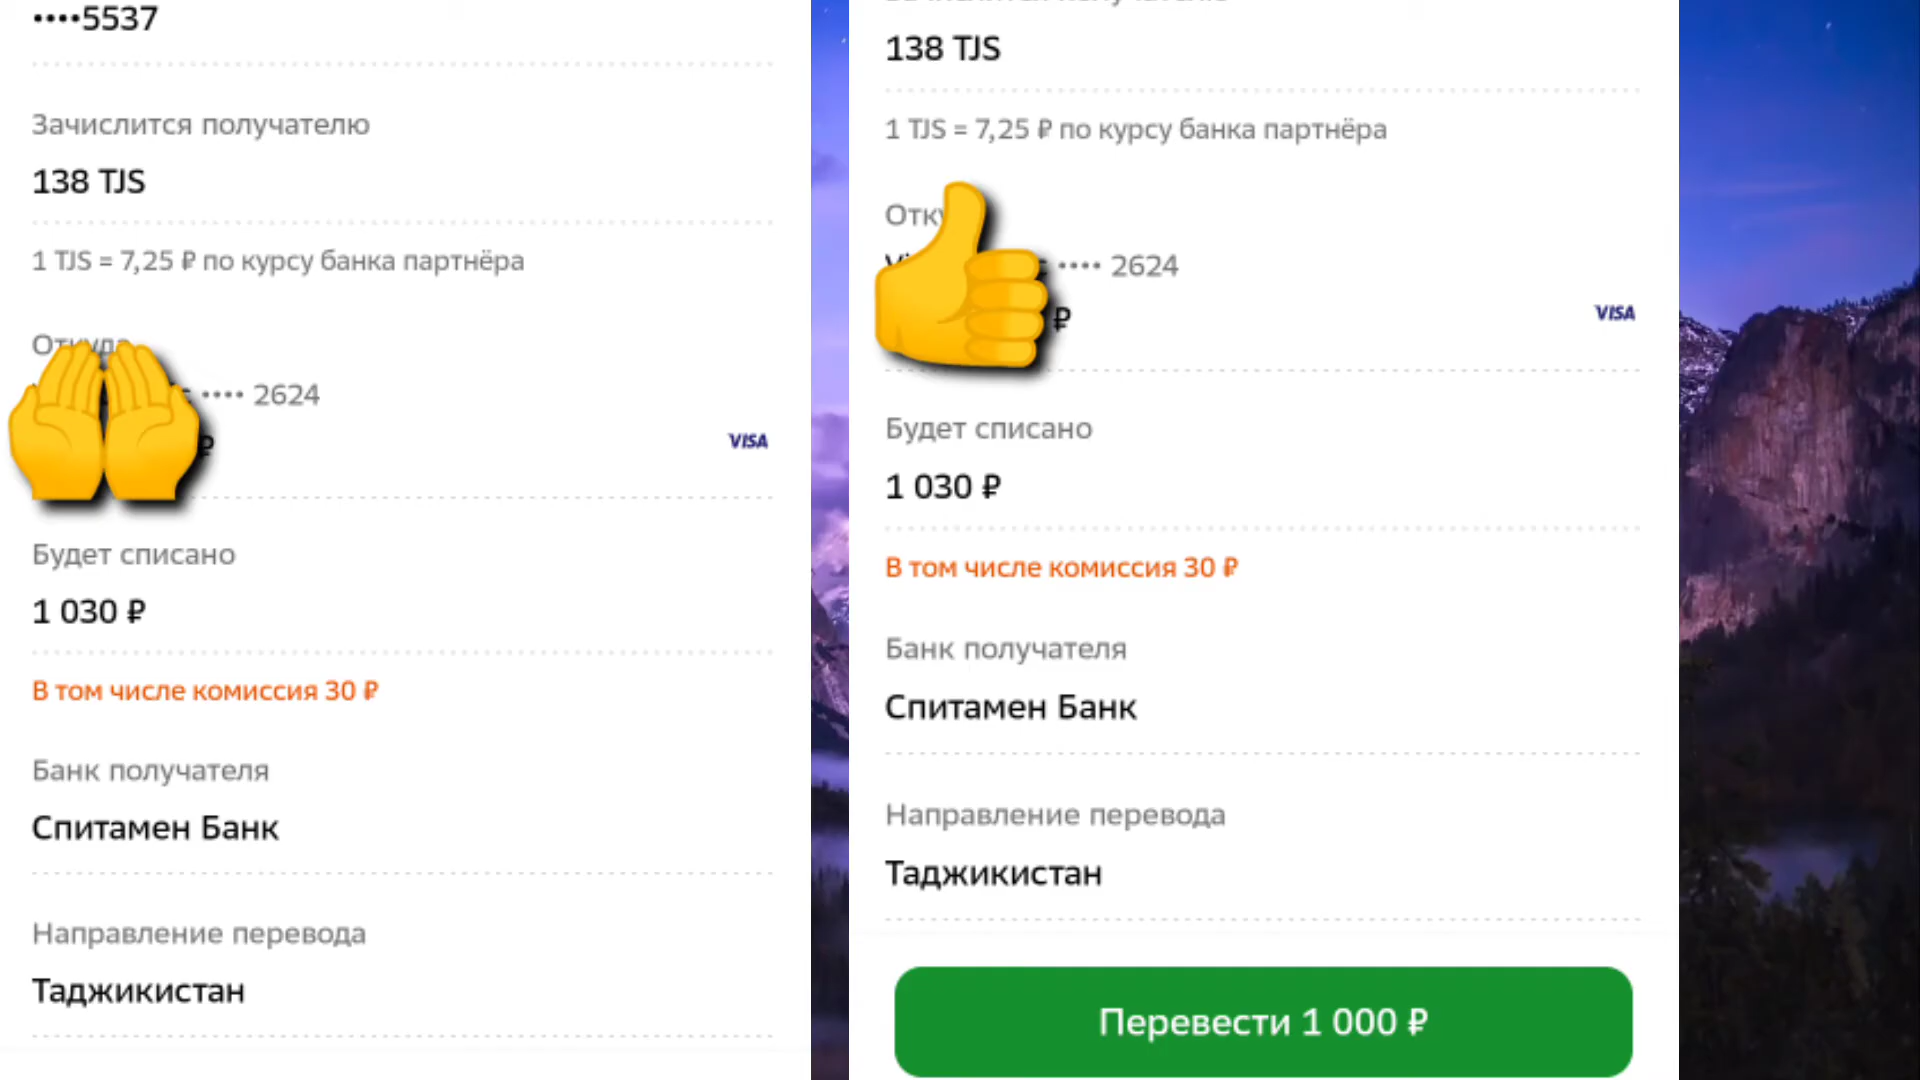 ••••5537
Зачислится получателю
138 TJS
1 TJS = 7,25 ₽ по курсу банка партнёра
Откуда
•••• 2624
₽
VISA
Будет списано
1 030 ₽
В том числе комиссия 30 ₽
Банк получателя
Спитамен Банк
Направление перевода
Таджикистан
138 TJS
1 TJS = 7,25 ₽ по курсу банка партнёра
•••• 2624
₽
VISA
Будет списано
1 030 ₽
В том числе комиссия 30 ₽
Банк получателя
Спитамен Банк
Направление перевода
Таджикистан
Перевести 1 000 ₽